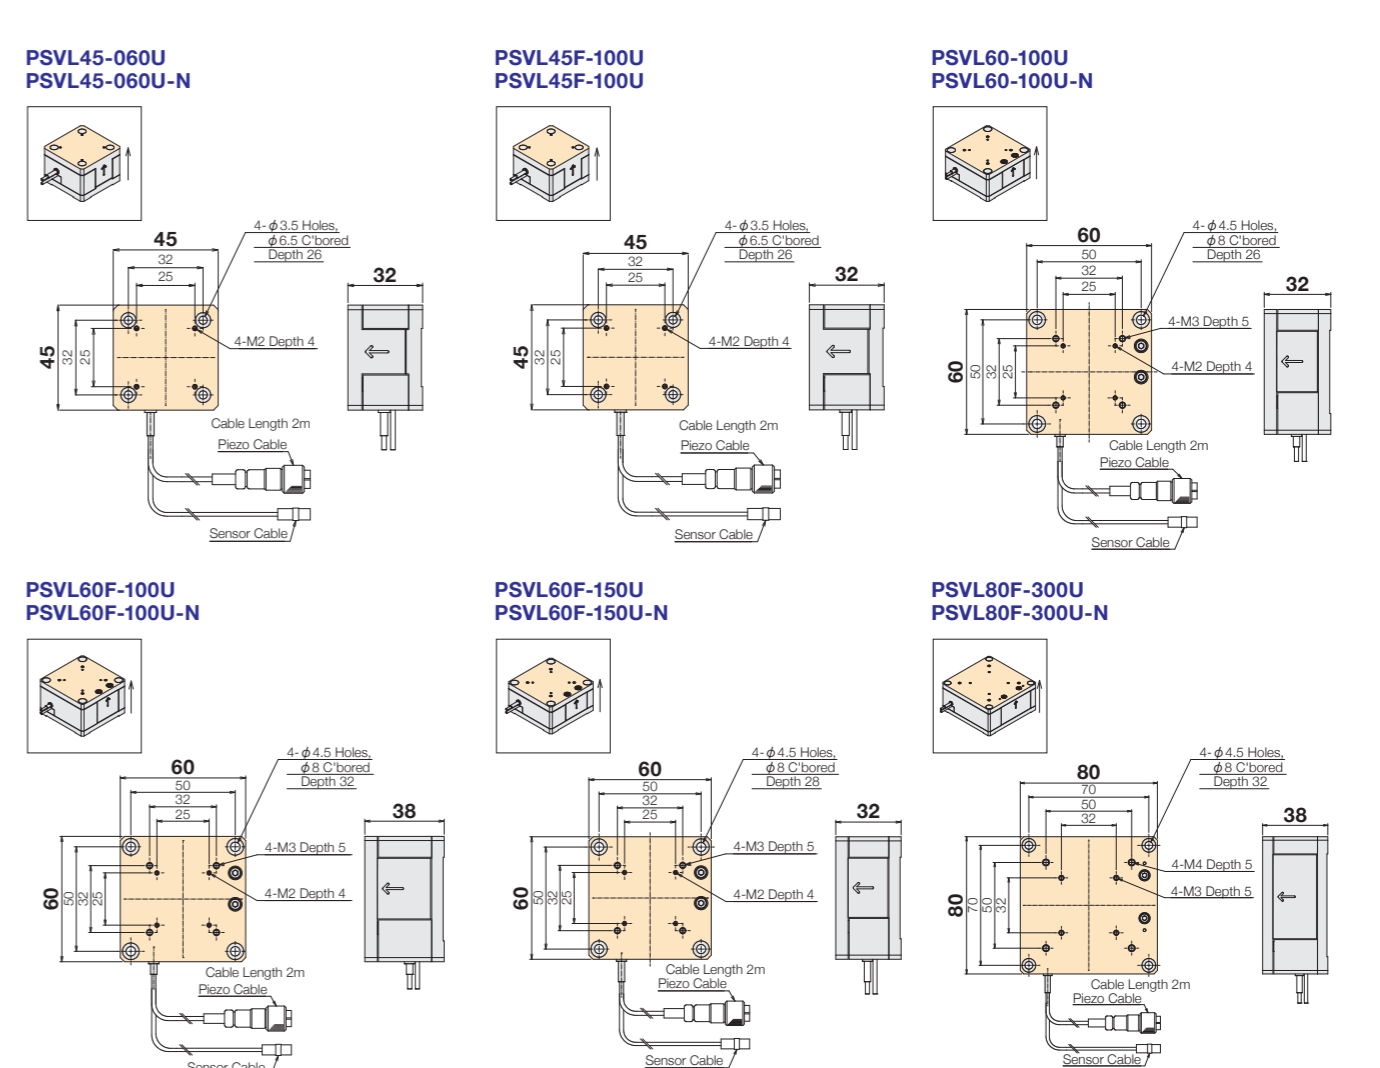 PSVL45-060U
PSVL45-060U-N
45
32
25
4-φ3.5 Holes,
φ6.5 C'bored
Depth 26
32
45
32
25
4-M2 Depth 4
Cable Length 2m
Piezo Cable
Sensor Cable
PSVL45F-100U
PSVL45F-100U
45
32
25
4-φ3.5 Holes,
φ6.5 C'bored
Depth 26
32
45
32
25
4-M2 Depth 4
Cable Length 2m
Piezo Cable
Sensor Cable
PSVL60-100U
PSVL60-100U-N
60
50
32
25
4-φ4.5 Holes,
φ8 C'bored
Depth 26
32
60
50
32
25
4-M3 Depth 5
4-M2 Depth 4
Cable Length 2m
Piezo Cable
Sensor Cable
PSVL60F-100U
PSVL60F-100U-N
60
50
32
25
4-φ4.5 Holes,
φ8 C'bored
Depth 32
38
60
50
32
25
4-M3 Depth 5
4-M2 Depth 4
Cable Length 2m
Piezo Cable
Sensor Cable
PSVL60F-150U
PSVL60F-150U-N
60
50
32
25
4-φ4.5 Holes,
φ8 C'bored
Depth 28
32
60
50
32
25
4-M3 Depth 5
4-M2 Depth 4
Cable Length 2m
Piezo Cable
Sensor Cable
PSVL80F-300U
PSVL80F-300U-N
80
70
50
32
4-φ4.5 Holes,
φ8 C'bored
Depth 32
38
80
70
50
32
4-M4 Depth 5
4-M3 Depth 5
Cable Length 2m
Piezo Cable
Sensor Cable